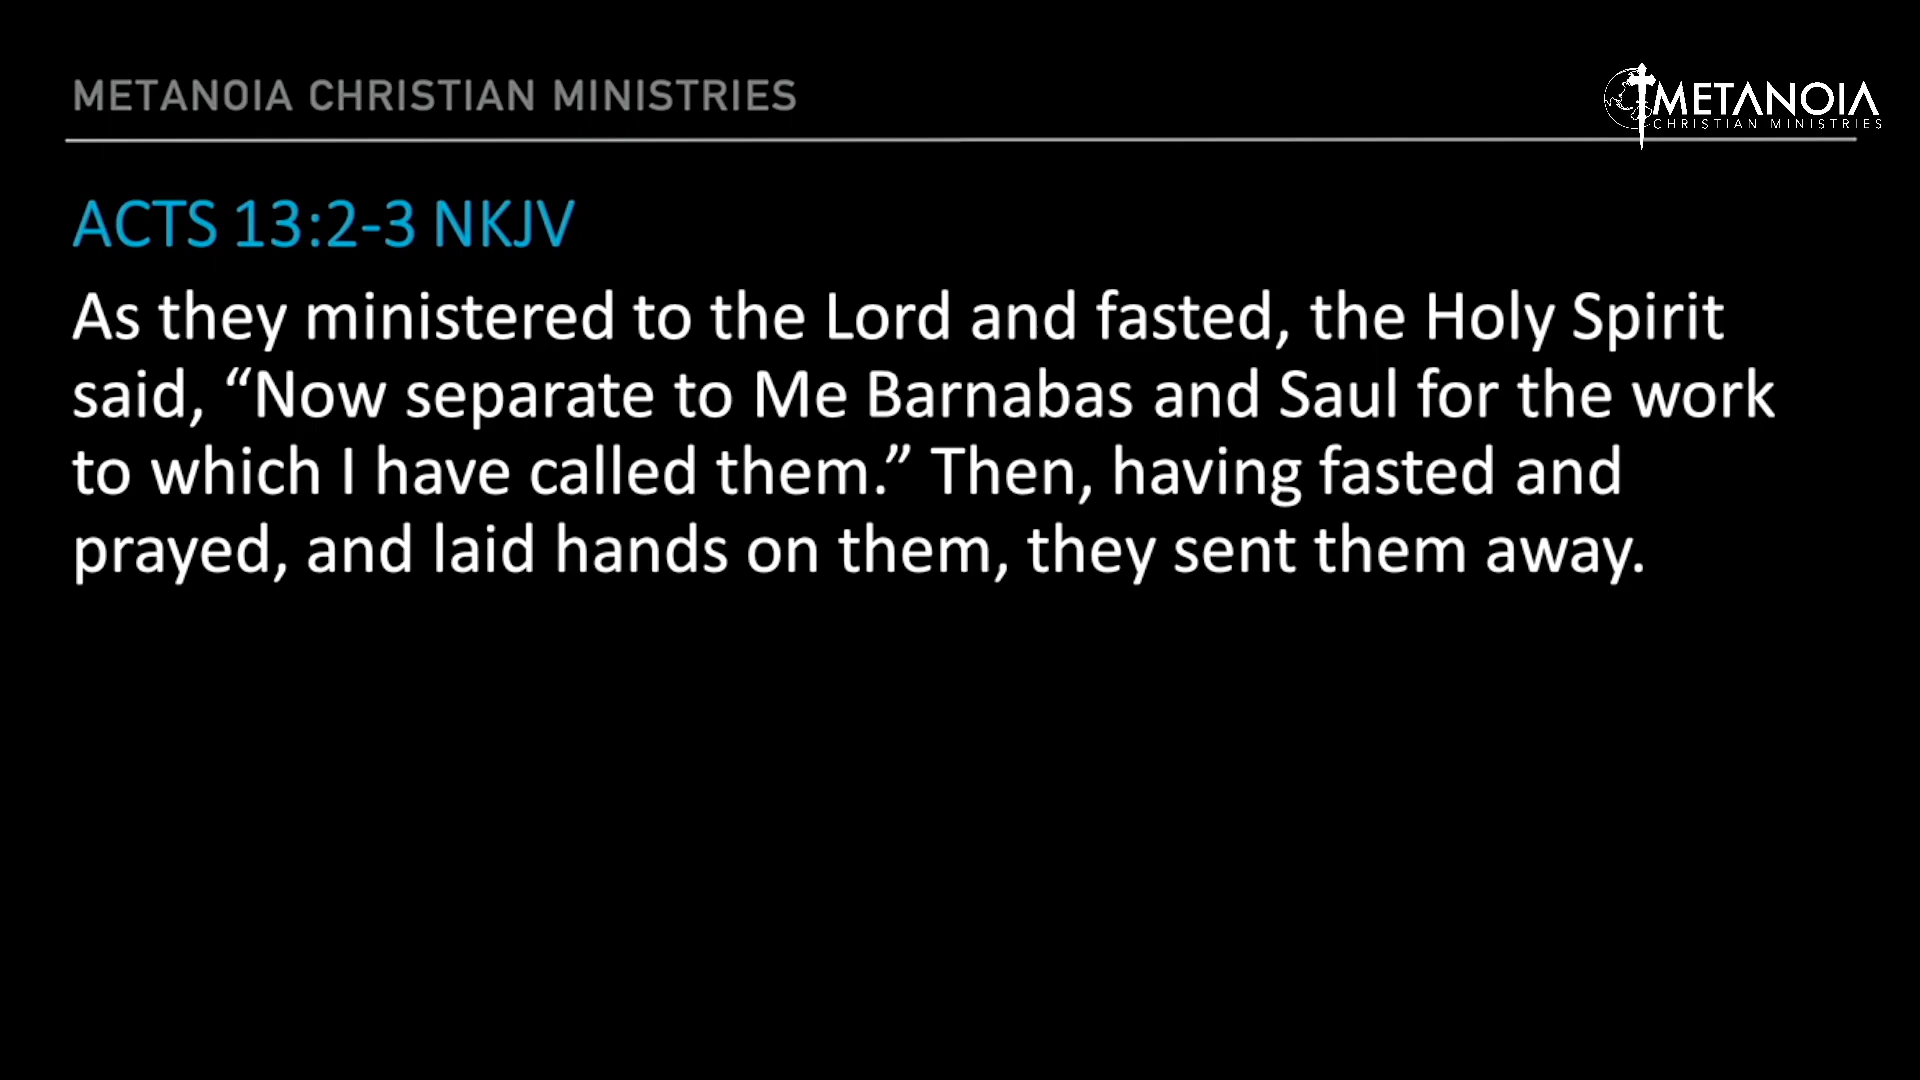 METANOIA CHRISTIAN MINISTRIES
METANOIA
CHRISTIAN MINISTRIES
ACTS 13:2-3 NKJV
As they ministered to the Lord and fasted, the Holy Spirit
said, “Now separate to Me Barnabas and Saul for the work
to which I have called them.” Then, having fasted and
prayed, and laid hands on them, they sent them away.